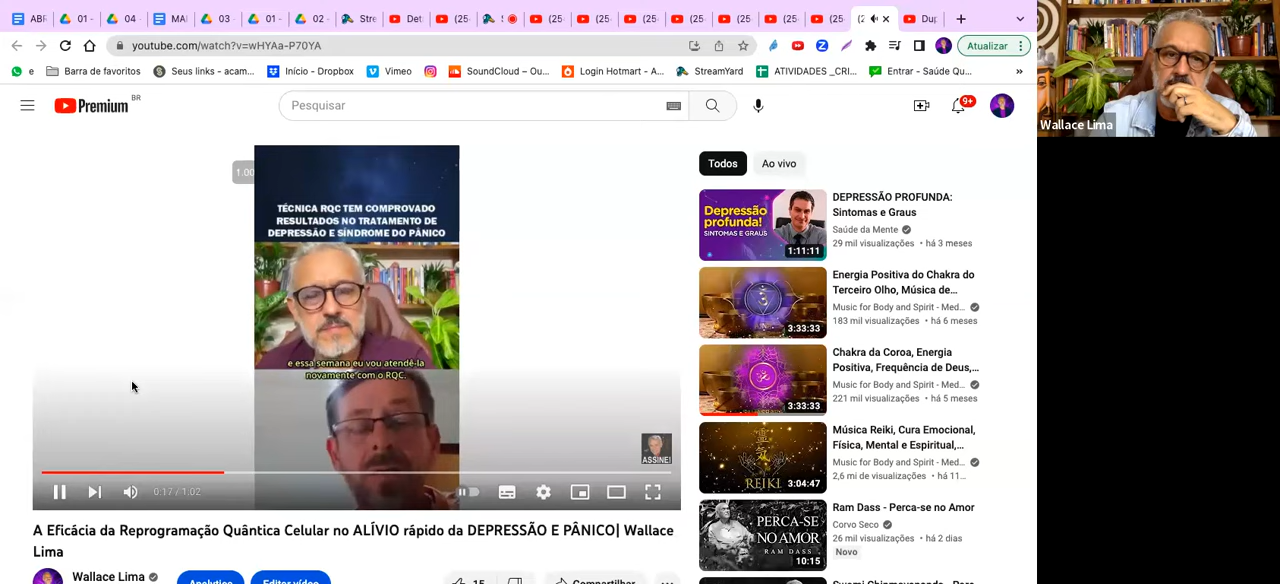 ABF
01 -
04 -
MAI
03 -
01 -
02 -
Stre
Det
(25-
S
(25-
(25-
(25-
(25-
(25-
(25-
(25-
(2
Dup
youtube.com/watch?v=wHYAa-P70YA
Atualizar
e
Barra de favoritos
Seus links - acam...
Início - Dropbox
Vimeo
SoundCloud – Ou...
Login Hotmart - A...
StreamYard
ATIVIDADES _CRI...
Entrar - Saúde Qu...
»
Premium BR
Pesquisar
9+
Wallace Lima
1.00
TÉCNICA RQC TEM COMPROVADO
RESULTADOS NO TRATAMENTO DE
DEPRESSÃO E SÍNDROME DO PÂNICO
e essa semana eu vou atendê-la
novamente com o RQC.
ASSINE!
0:17 / 1:02
A Eficácia da Reprogramação Quântica Celular no ALÍVIO rápido da DEPRESSÃO E PÂNICO| Wallace
Lima
Wallace Lima
Analytics
Editar vídeo
15
Compartilhar
Todos
Ao vivo
Depressão
profunda!
SINTOMAS E GRAUS
1:11:11
DEPRESSÃO PROFUNDA:
Sintomas e Graus
Saúde da Mente
29 mil visualizações • há 3 meses
3:33:33
Energia Positiva do Chakra do
Terceiro Olho, Música de...
Music for Body and Spirit - Med...
183 mil visualizações • há 6 meses
3:33:33
Chakra da Coroa, Energia
Positiva, Frequência de Deus,...
Music for Body and Spirit - Med...
221 mil visualizações • há 5 meses
REIKI
3:04:47
Música Reiki, Cura Emocional,
Física, Mental e Espiritual,...
Music for Body and Spirit - Med...
2,6 mi de visualizações • há 11...
PERCA-SE
NO AMOR
RAM DASS
10:15
Ram Dass - Perca-se no Amor
Corvo Seco
26 mil visualizações • há 2 dias
Novo